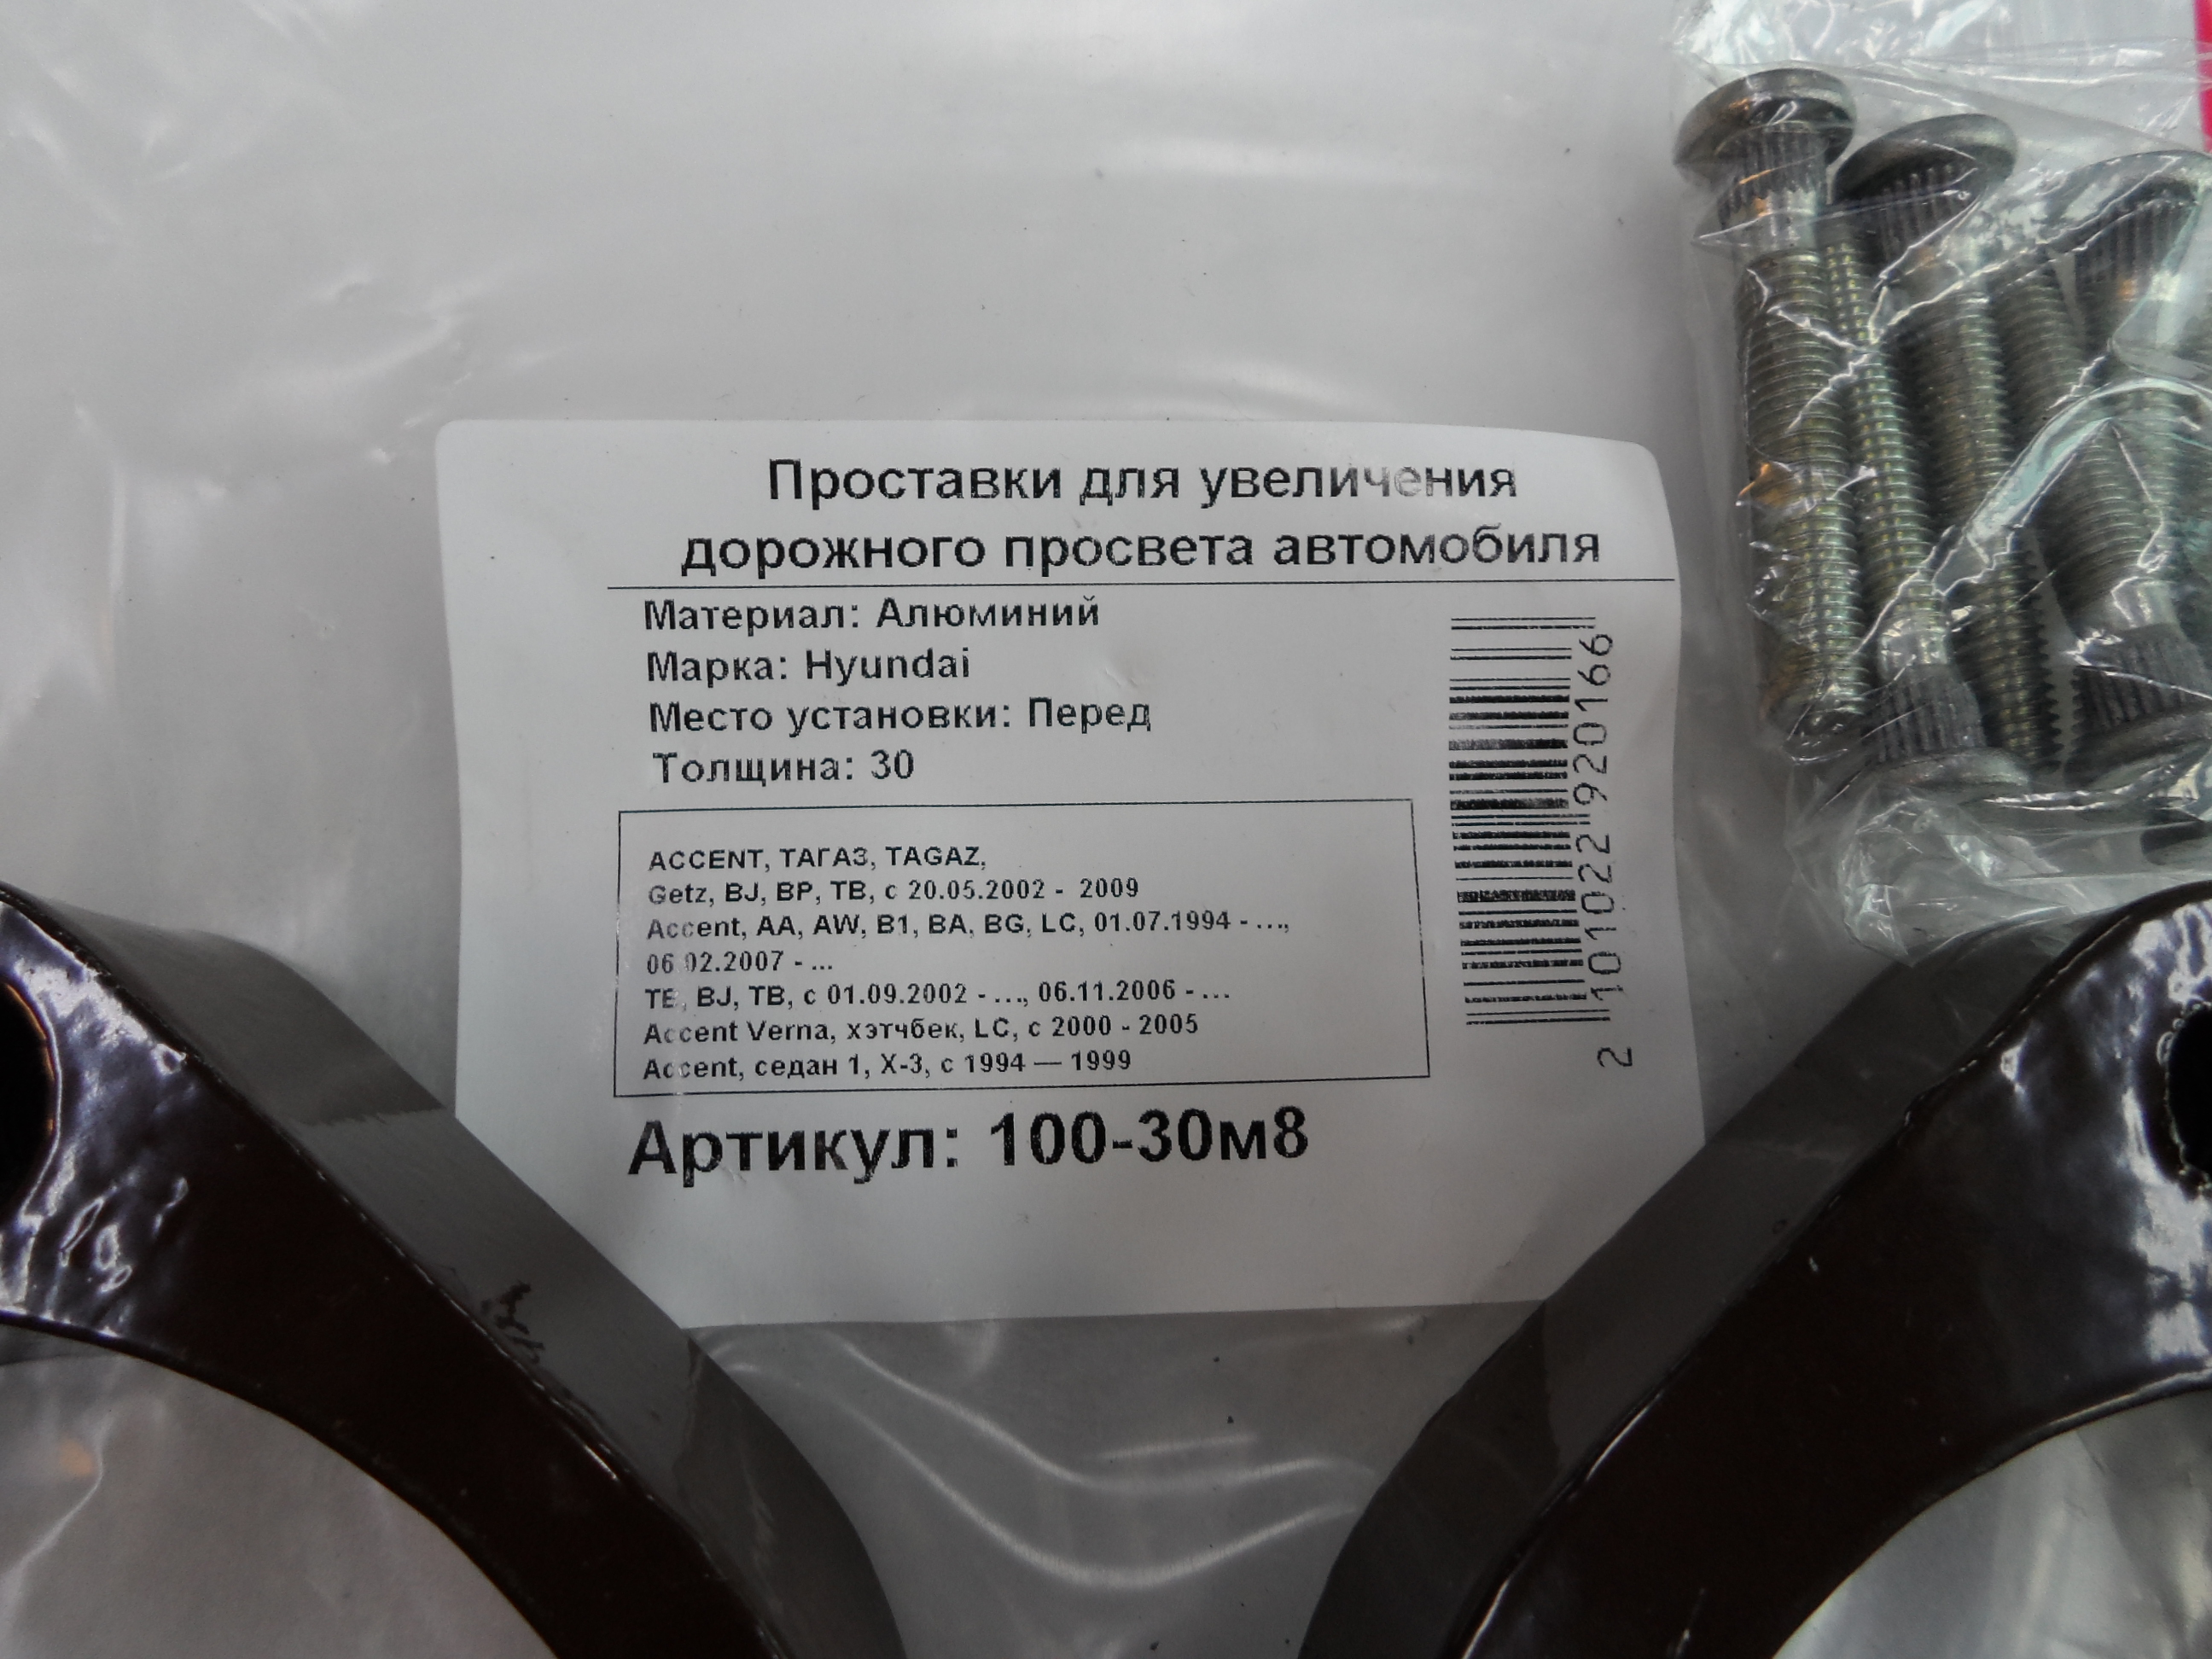 Проставки для увеличения
дорожного просвета автомобиля
Материал: Алюминий
Марка: Hyundai
Место установки: Перед
Толщина: 30
ACCENT, ТАГАЗ, TAGAZ,
Getz, BJ, BP, TB, с 20.05.2002 - 2009
Accent, AA, AW, B1, BA, BG, LC, 01.07.1994 - ...,
06.02.2007 - ...
TB, BJ, TB, с 01.09.2002 - ..., 06.11.2006 - ...
Accent Verna, хэтчбек, LC, с 2000 - 2005
Accent, седан 1, X-3, с 1994 — 1999
Артикул: 100-30м8
2 101022 920166